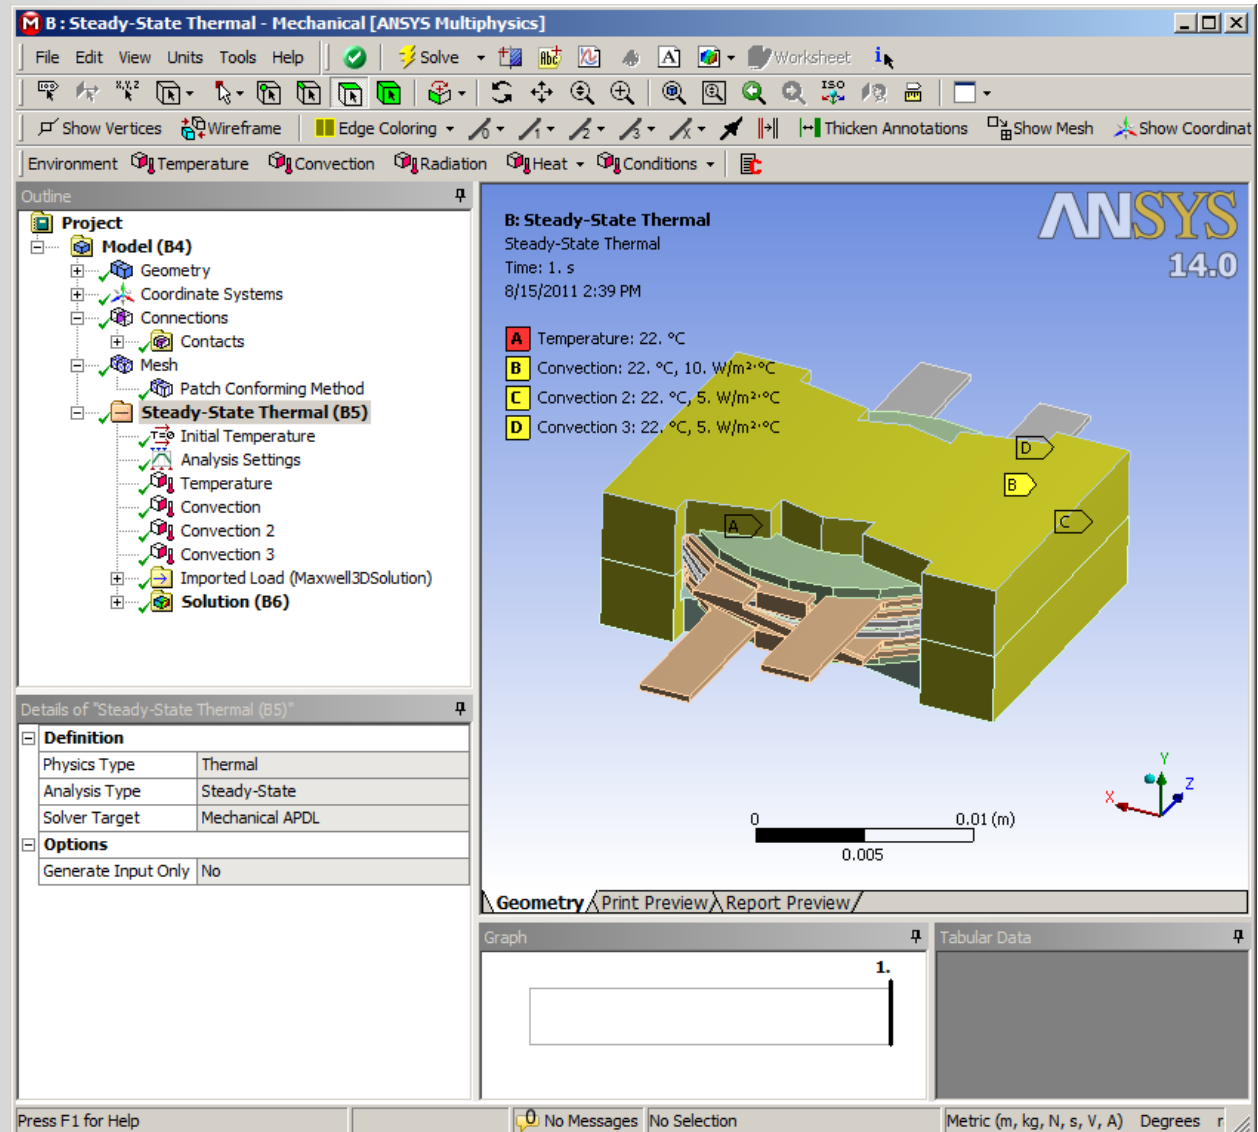 B : Steady-State Thermal - Mechanical [ANSYS Multiphysics]
File Edit View Units Tools Help Solve Worksheet
Show Vertices Wireframe Edge Coloring Thicken Annotations Show Mesh Show Coordinat
Environment Temperature Convection Radiation Heat Conditions
Outline
Project
Model (B4)
Geometry
Coordinate Systems
Connections
Contacts
Mesh
Patch Conforming Method
Steady-State Thermal (B5)
Initial Temperature
Analysis Settings
Temperature
Convection
Convection 2
Convection 3
Imported Load (Maxwell3DSolution)
Solution (B6)
Details of "Steady-State Thermal (B5)"
Definition
Physics Type Thermal
Analysis Type Steady-State
Solver Target Mechanical APDL
Options
Generate Input Only No
B: Steady-State Thermal
Steady-State Thermal
Time: 1. s
8/15/2011 2:39 PM
ANSYS
14.0
A Temperature: 22. °C
B Convection: 22. °C, 10. W/m²·°C
C Convection 2: 22. °C, 5. W/m²·°C
D Convection 3: 22. °C, 5. W/m²·°C
D
B
C
A
Y
X Z
0 0.01 (m)
0.005
Geometry Print Preview Report Preview
Graph
1.
Tabular Data
Press F1 for Help 0 No Messages No Selection Metric (m, kg, N, s, V, A) Degrees r